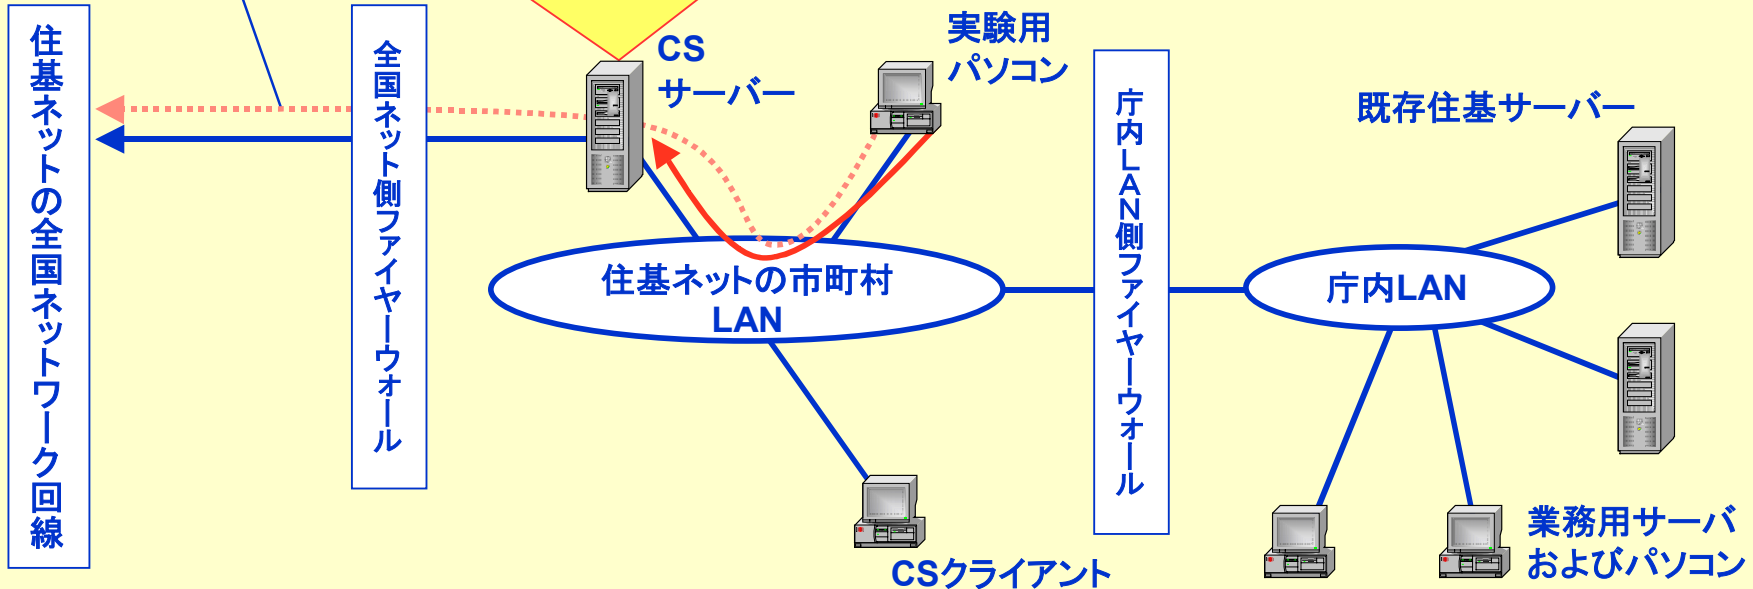 住基ネットの全国ネットワーク回線
全国ネット側ファイヤーウォール
CS
サーバー
実験用
パソコン
住基ネットの市町村
LAN
CSクライアント
庁内LAN側ファイヤーウォール
既存住基サーバー
庁内LAN
業務用サーバ
およびパソコン